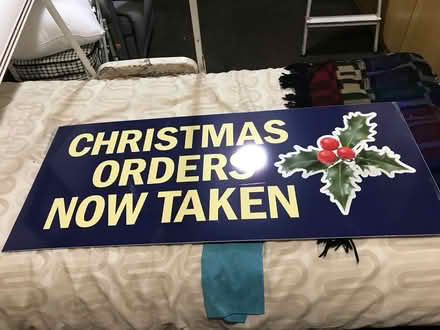 CHRISTMAS
ORDERS
NOW TAKEN